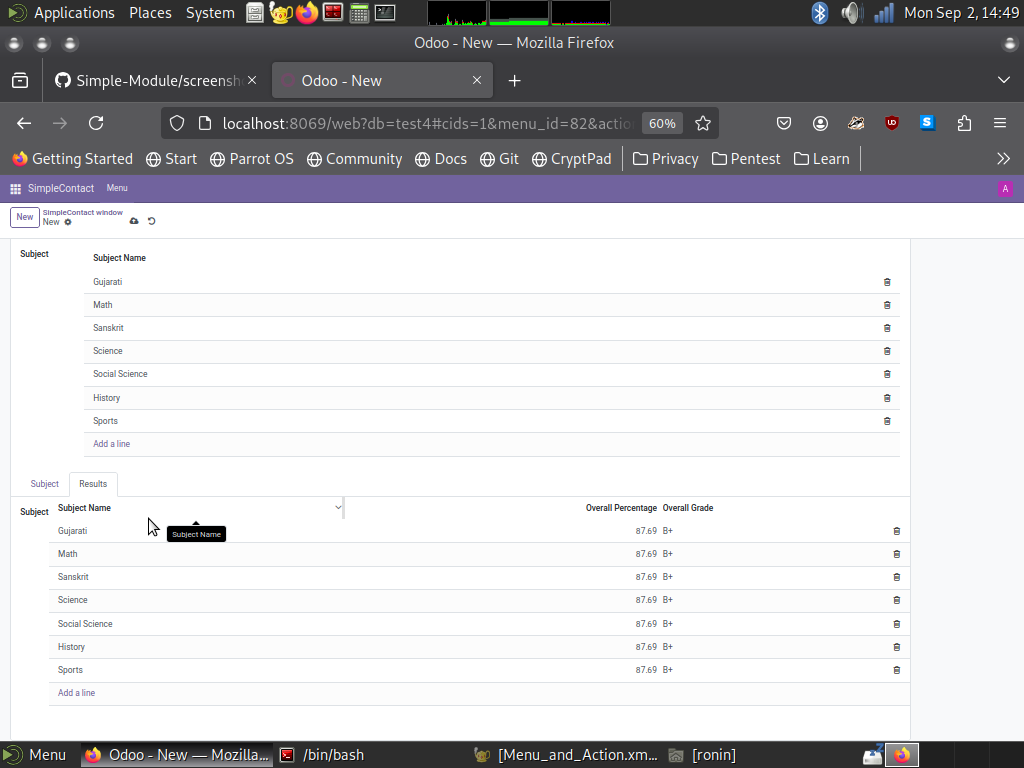 Applications Places System Mon Sep 2, 14:49
Odoo - New — Mozilla Firefox
Simple-Module/screensh Odoo - New
localhost:8069/web?db=test4#cids=1&menu_id=82&actio 60%
Getting Started Start Parrot OS Community Docs Git CryptPad Privacy Pentest Learn
SimpleContact Menu A
New SimpleContact window
New
Subject Subject Name
Gujarati
Math
Sanskrit
Science
Social Science
History
Sports
Add a line
Subject Results
Subject Subject Name Overall Percentage Overall Grade
Subject Name
Gujarati 87.69 B+
Math 87.69 B+
Sanskrit 87.69 B+
Science 87.69 B+
Social Science 87.69 B+
History 87.69 B+
Sports 87.69 B+
Add a line
Menu Odoo - New — Mozilla... /bin/bash [Menu_and_Action.xm... [ronin]